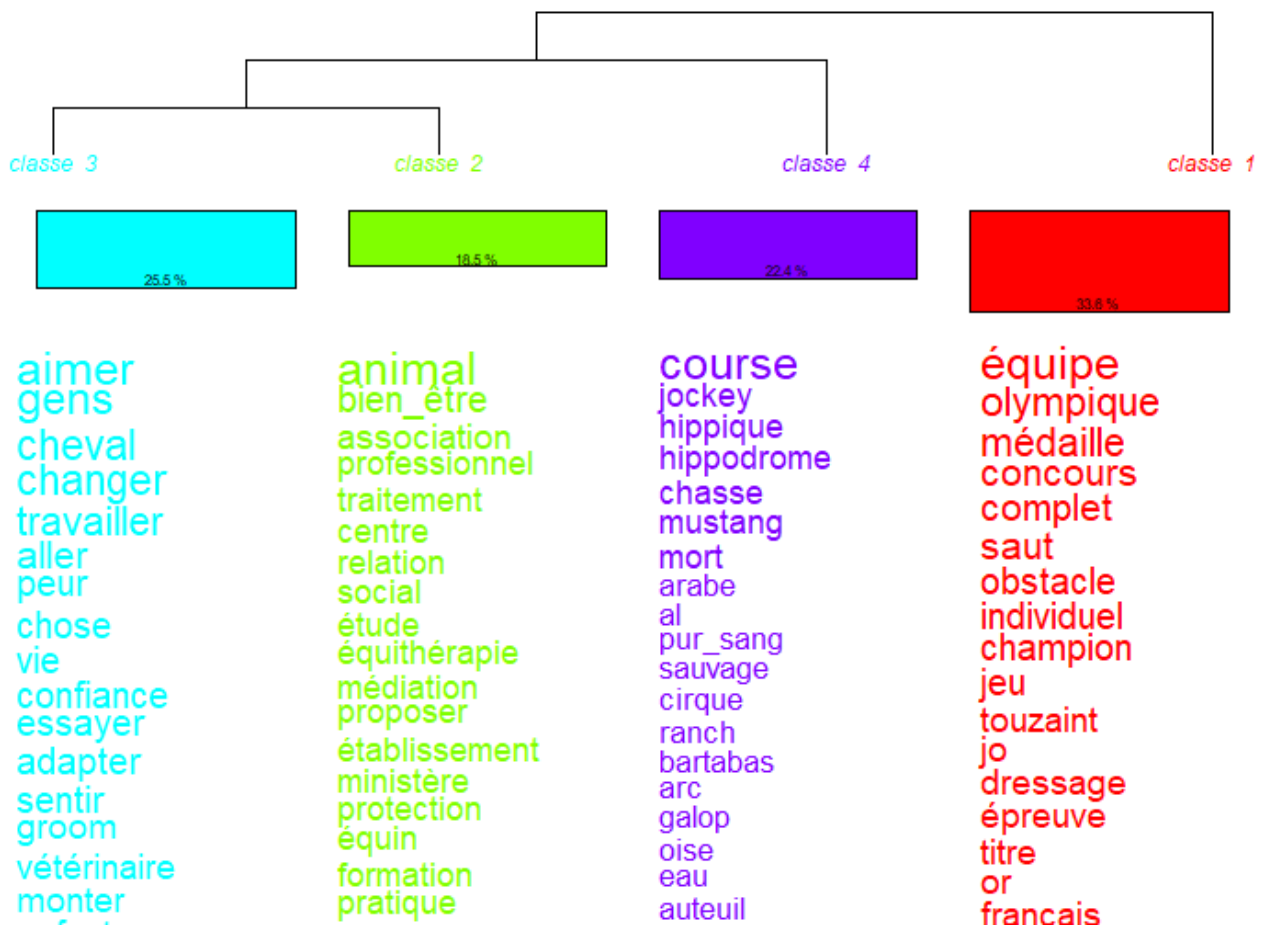 classe 3
classe 2
classe 4
classe 1
25.5 %
18.5 %
22.4 %
33.6 %
aimer
gens
cheval
changer
travailler
aller
peur
chose
vie
confiance
essayer
adapter
sentir
groom
vétérinaire
monter
animal
bien_être
association
professionnel
traitement
centre
relation
social
étude
équithérapie
médiation
proposer
établissement
ministère
protection
équin
formation
pratique
course
jockey
hippique
hippodrome
chasse
mustang
mort
arabe
al
pur_sang
sauvage
cirque
ranch
bartabas
arc
galop
oise
eau
auteuil
équipe
olympique
médaille
concours
complet
saut
obstacle
individuel
champion
jeu
touzaint
jo
dressage
épreuve
titre
or
français